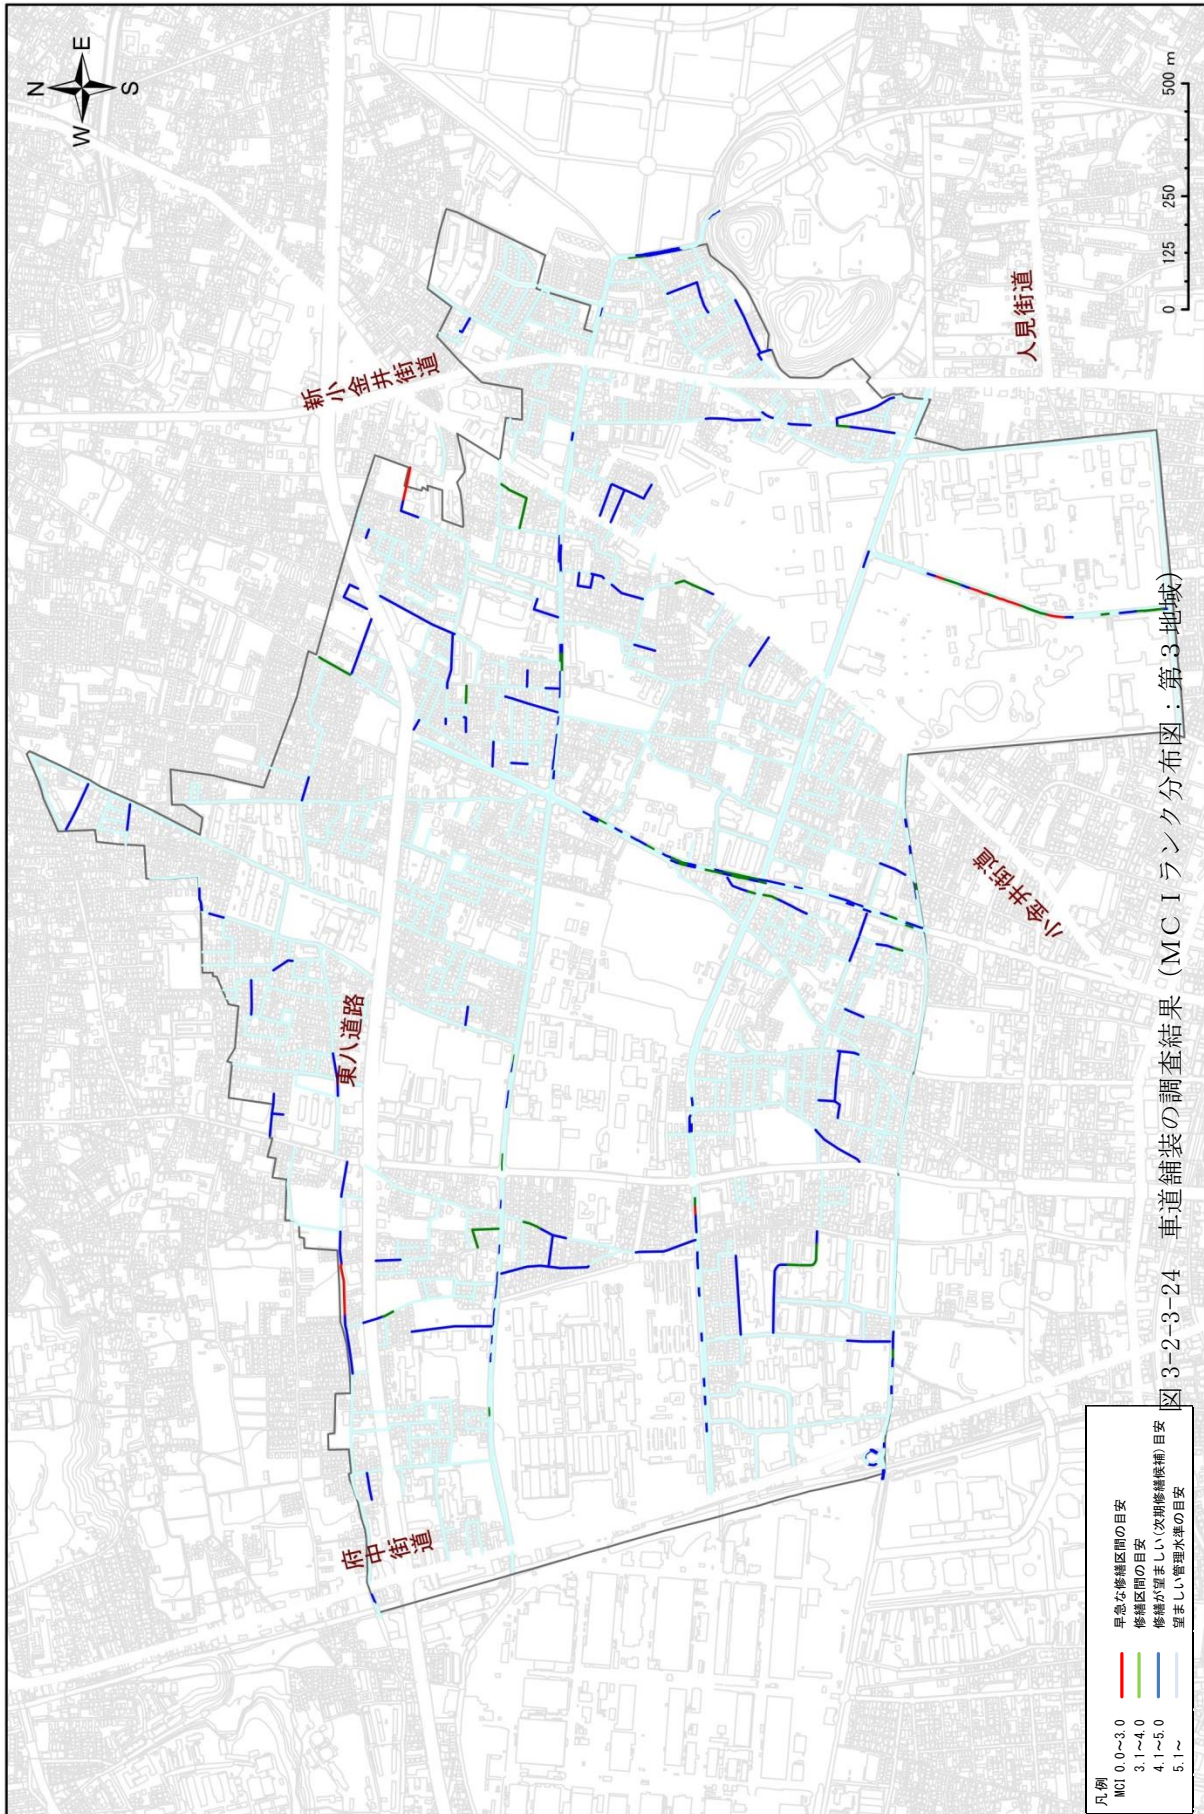 N
E
W
S
新小金井街道
人見街道
東八道路
小金井街道
府中街道
0 125 250 500 m
凡例
MCI 0.0~3.0 早急な修繕区間の目安
3.1~4.0 修繕区間の目安
4.1~5.0 修繕が望ましい(次期修繕候補)目安
5.1~ 望ましい管理水準の目安
図 3-2-3-24 車道舗装の調査結果(MCIランク分布図:第3地域)